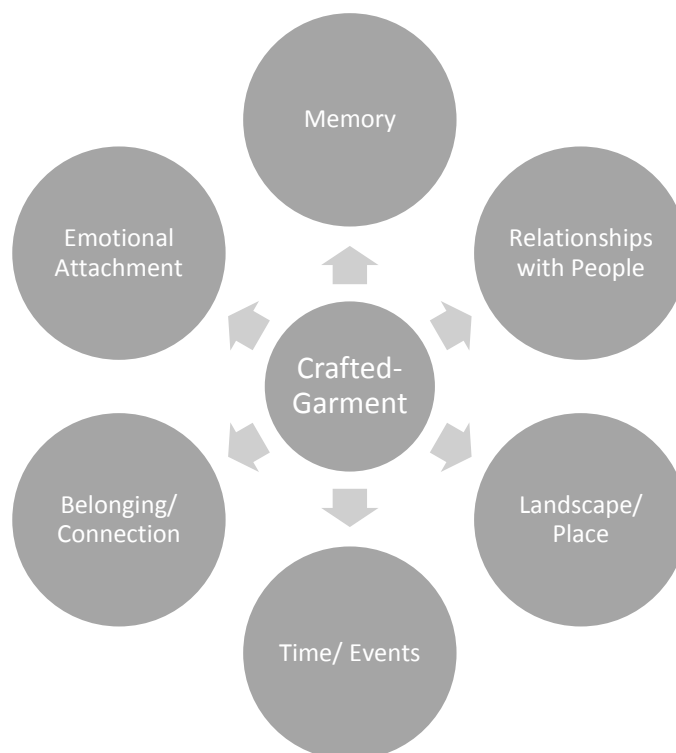 Memory
Emotional
Attachment
Relationships
with People
Crafted-
Garment
Belonging/
Connection
Landscape/
Place
Time/ Events